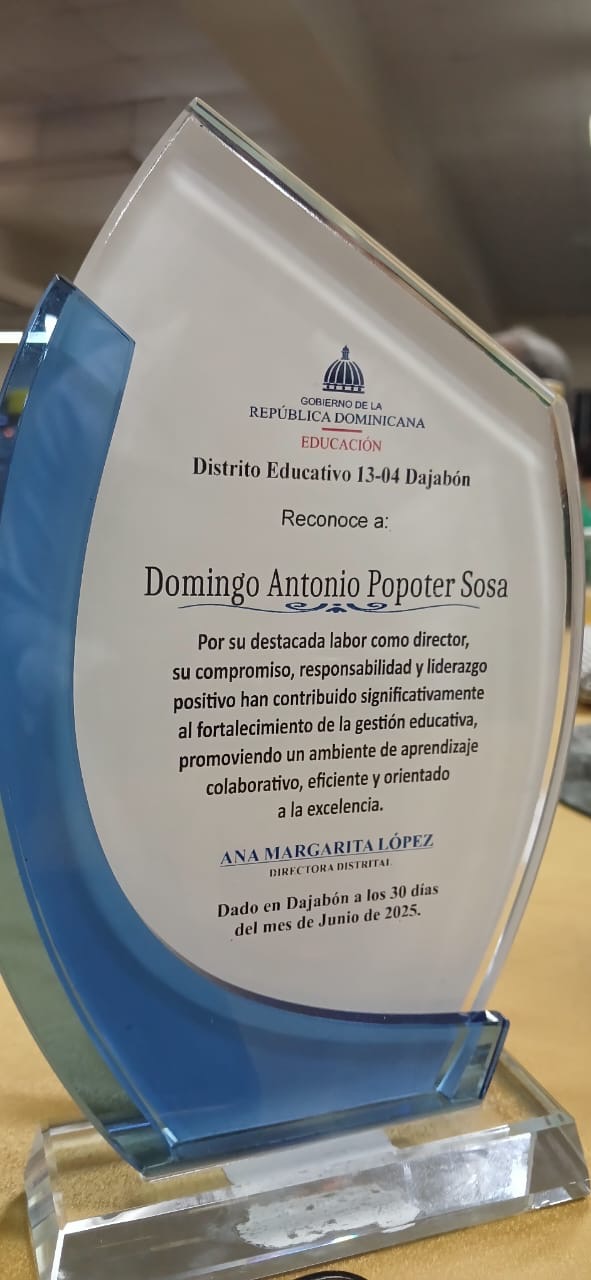 GOBIERNO DE LA
REPÚBLICA DOMINICANA
EDUCACIÓN
Distrito Educativo 13-04 Dajabón
Reconoce a:
Domingo Antonio Popoter Sosa
Por su destacada labor como director,
su compromiso, responsabilidad y liderazgo
positivo han contribuido significativamente
al fortalecimiento de la gestión educativa,
promoviendo un ambiente de aprendizaje
colaborativo, eficiente y orientado
a la excelencia.
ANA MARGARITA LÓPEZ
DIRECTORA DISTRITAL
Dado en Dajabón a los 30 días
del mes de Junio de 2025.